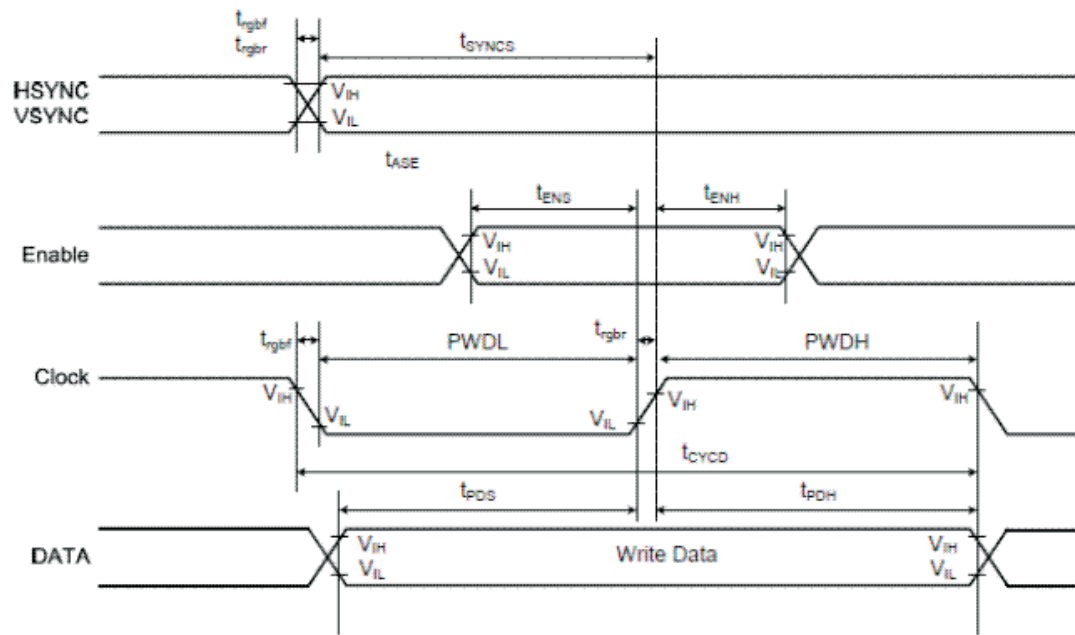 trgbf
trgbr
tSYNCS
HSYNC
VSYNC
VIH
VIL
tASE
tENS
tENH
Enable
VIH
VIL
VIH
VIL
trgbf
PWDL
trgbr
PWDH
Clock
VIH
VIL
VIL
VIH
VIH
tCYCD
tPDS
tPDH
DATA
VIH
VIL
Write Data
VIH
VIL